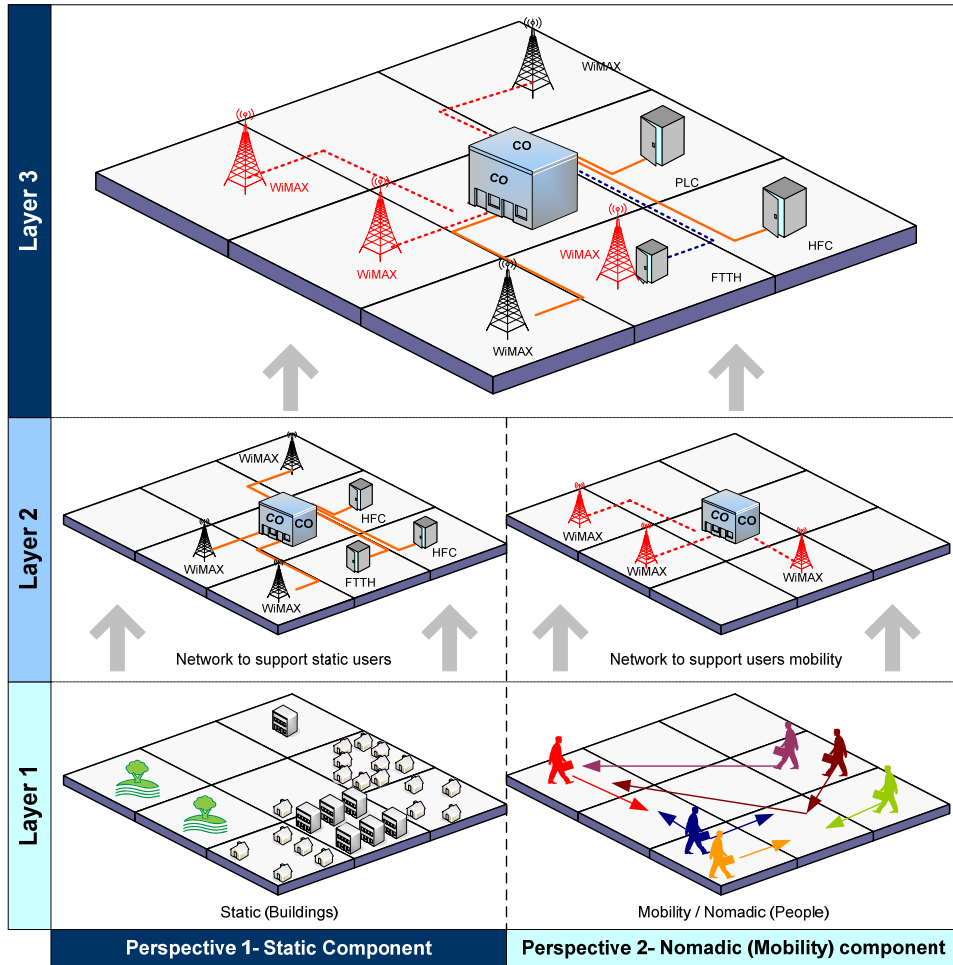 Layer 3
WiMAX
WiMAX
CO
CO
PLC
WiMAX
WiMAX
HFC
FTTH
WiMAX
Layer 2
WiMAX
CO
CO
HFC
WiMAX
HFC
FTTH
WiMAX
Network to support static users
CO
CO
WiMAX
WiMAX
WiMAX
Network to support users mobility
Layer 1
Static (Buildings)
Mobility / Nomadic (People)
Perspective 1- Static Component
Perspective 2- Nomadic (Mobility) component